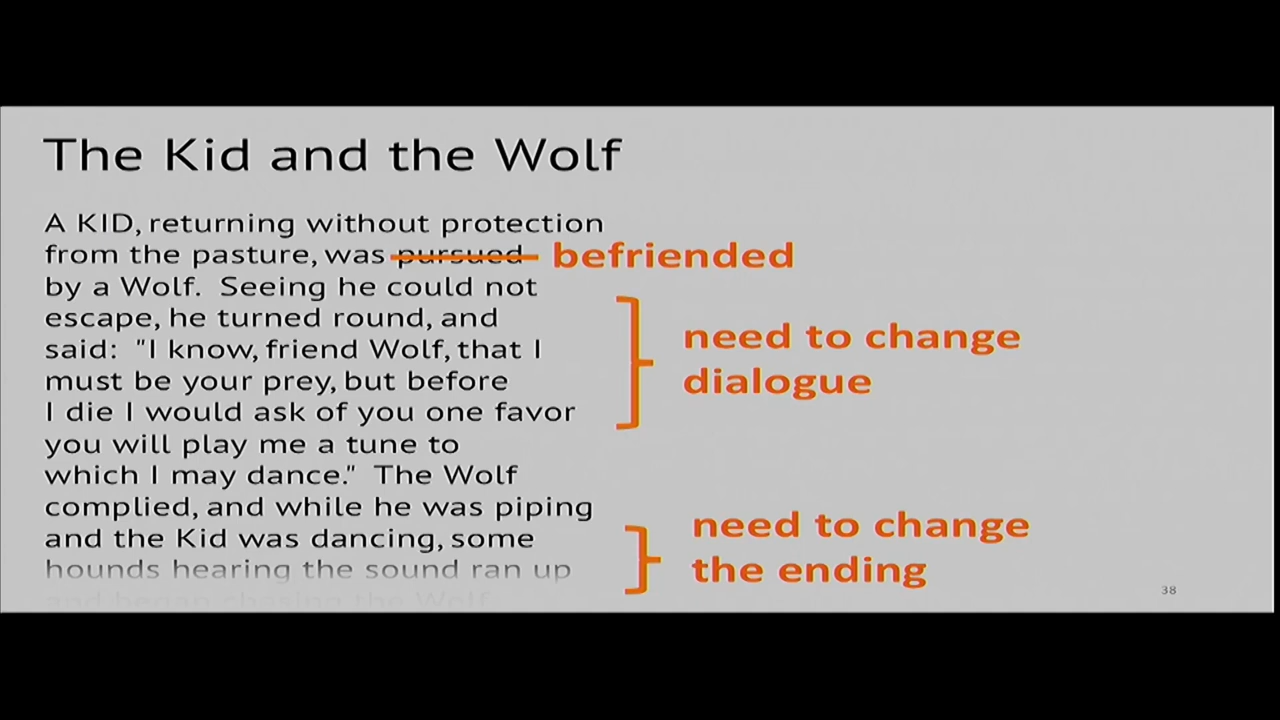 The Kid and the Wolf
A KID, returning without protection
from the pasture, was pursued befriended
by a Wolf. Seeing he could not
escape, he turned round, and
said: "I know, friend Wolf, that I
must be your prey, but before
I die I would ask of you one favor
you will play me a tune to
which I may dance." The Wolf
complied, and while he was piping
and the Kid was dancing, some
hounds hearing the sound ran up
and began chasing the Wolf.
need to change
dialogue
need to change
the ending
38